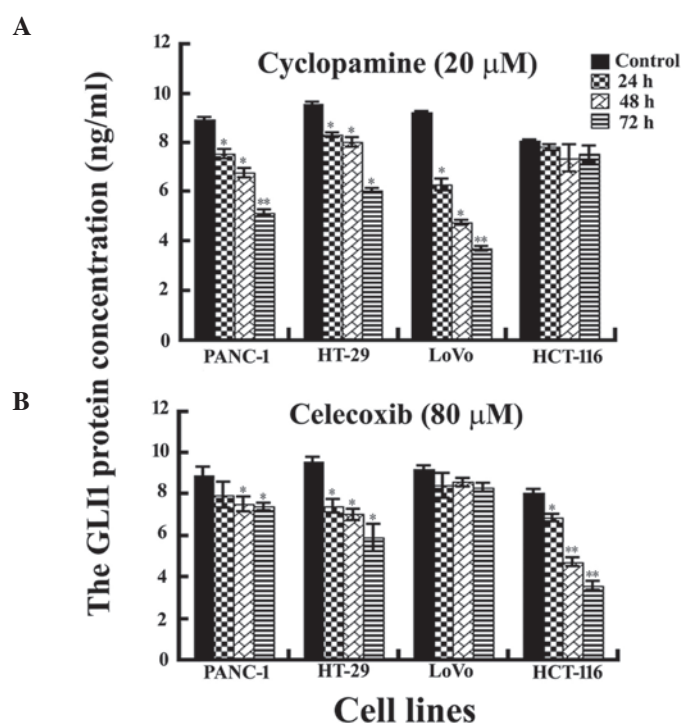 A
The GLI1 protein concentration (ng/ml)
Cyclopamine (20 μM)
Control
24 h
48 h
72 h
12
10
8
6
4
2
0
* * **
* * *
* * **
PANC-1 HT-29 LoVo HCT-116
B
Celecoxib (80 μM)
12
10
8
6
4
2
0
* *
* * *
* ** **
PANC-1 HT-29 LoVo HCT-116
Cell lines